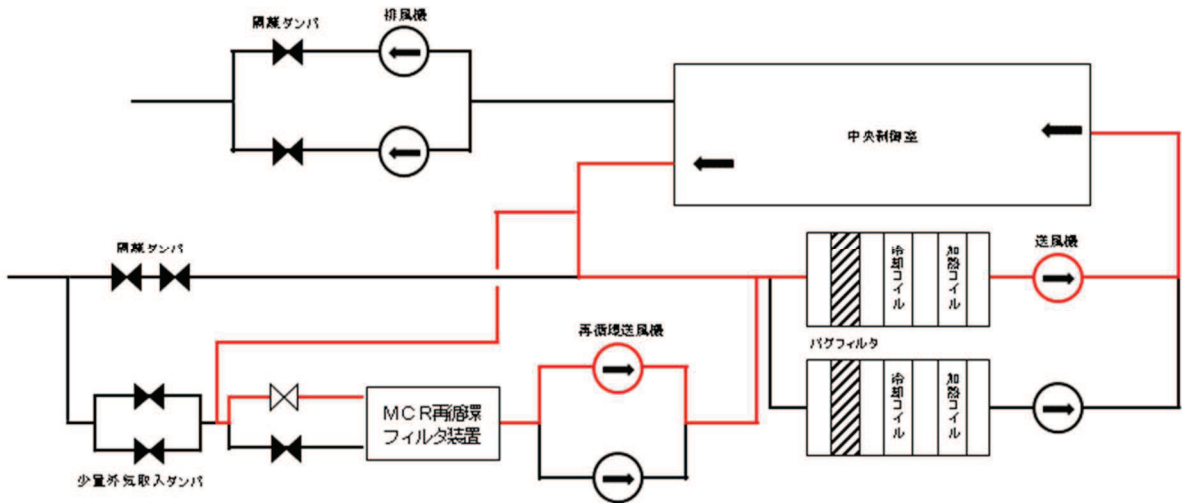 隔離ダンパ
排風機
中央制御室
隔離ダンパ
送風機
冷却コイル
加熱コイル
再循環送風機
バグフィルタ
冷却コイル
加熱コイル
MCR再循環
フィルタ装置
少量外気取入ダンパ